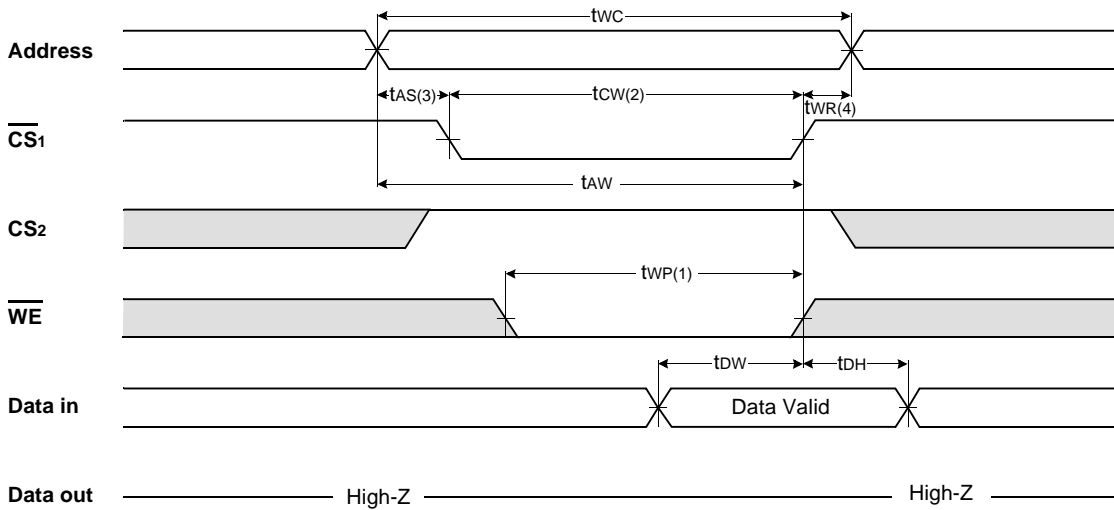 tWC
Address
tAS(3) tCW(2) tWR(4)
CS1
tAW
CS2
tWP(1)
WE
tDW tDH
Data in Data Valid
Data out High-Z High-Z